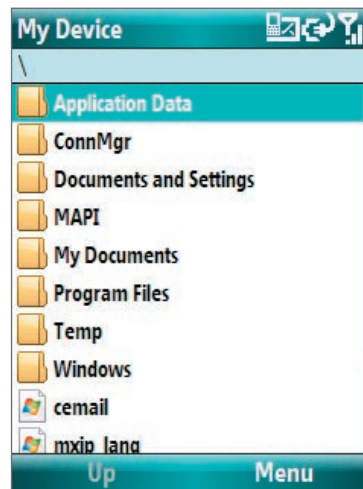 My Device
\
Application Data
ConnMgr
Documents and Settings
MAPI
My Documents
Program Files
Temp
Windows
cemail
mxip_lang
Up Menu